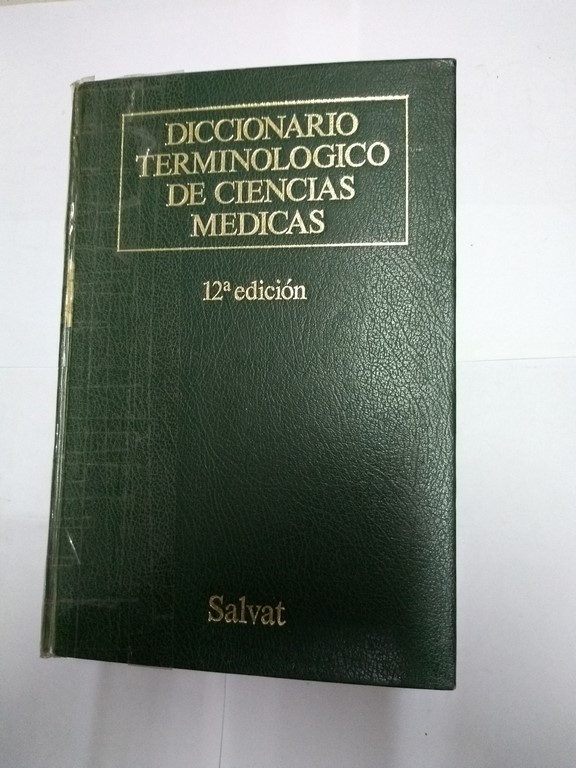 DICCIONARIO
TERMINOLOGICO
DE CIENCIAS
MEDICAS
12ª edición
Salvat